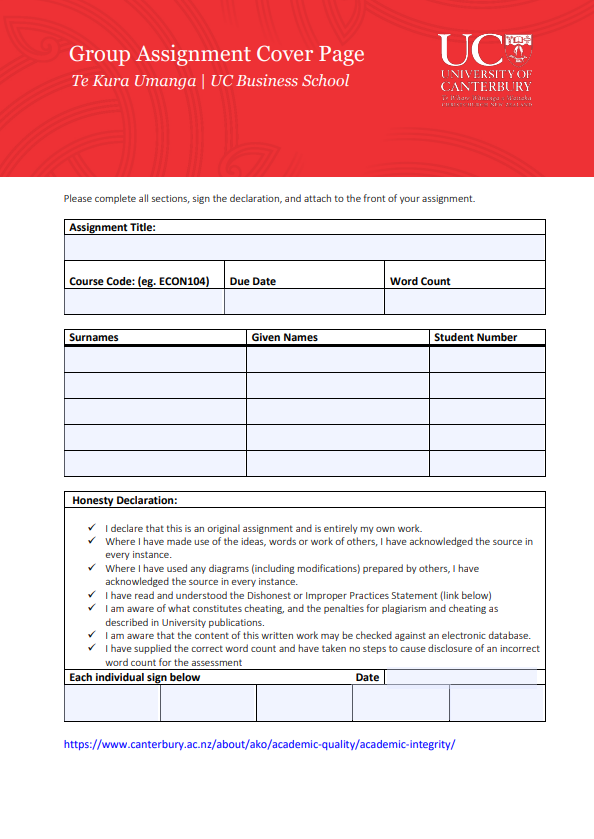 Group Assignment Cover Page
Te Kura Umanga | UC Business School
UC
UNIVERSITY OF
CANTERBURY
Te Whare Wānanga o Waitaha
CHRISTCHURCH NEW ZEALAND
Please complete all sections, sign the declaration, and attach to the front of your assignment.
Assignment Title:
Course Code: (eg. ECON104) Due Date Word Count
Surnames Given Names Student Number
Honesty Declaration:
✓ I declare that this is an original assignment and is entirely my own work.
✓ Where I have made use of the ideas, words or work of others, I have acknowledged the source in
every instance.
✓ Where I have used any diagrams (including modifications) prepared by others, I have
acknowledged the source in every instance.
✓ I have read and understood the Dishonest or Improper Practices Statement (link below)
✓ I am aware of what constitutes cheating, and the penalties for plagiarism and cheating as
described in University publications.
✓ I am aware that the content of this written work may be checked against an electronic database.
✓ I have supplied the correct word count and have taken no steps to cause disclosure of an incorrect
word count for the assessment
Each individual sign below Date
https://www.canterbury.ac.nz/about/ako/academic-quality/academic-integrity/